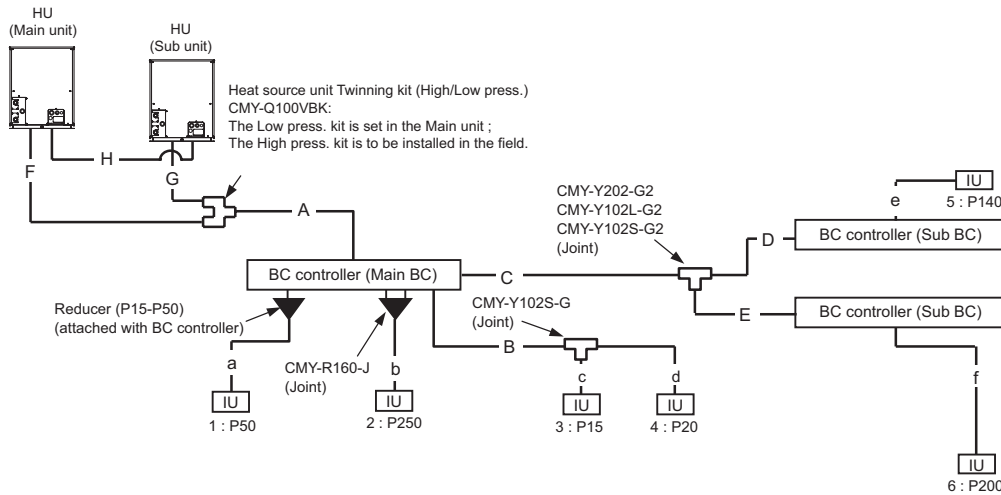 HU
(Main unit)
HU
(Sub unit)
Heat source unit Twinning kit (High/Low press.)
CMY-Q100VBK:
The Low press. kit is set in the Main unit ;
The High press. kit is to be installed in the field.
F
H
G
A
CMY-Y202-G2
CMY-Y102L-G2
CMY-Y102S-G2
(Joint)
e
IU
5 : P140
D
BC controller (Sub BC)
BC controller (Main BC)
C
Reducer (P15-P50)
(attached with BC controller)
CMY-Y102S-G
(Joint)
E
BC controller (Sub BC)
B
a
CMY-R160-J
(Joint)
b
c
d
f
IU
1 : P50
IU
2 : P250
IU
3 : P15
IU
4 : P20
IU
6 : P200